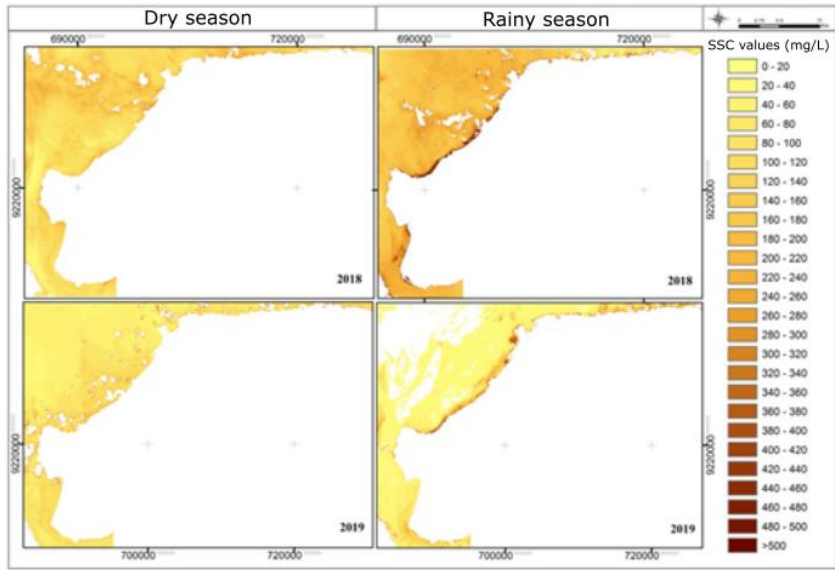 Dry season
Rainy season
690000
720000
690000
720000
9220000
9220000
2018
2018
9220000
9220000
2019
2019
700000
720000
700000
720000
SSC values (mg/L)
0 - 20
20 - 40
40 - 60
60 - 80
80 - 100
100 - 120
120 - 140
140 - 160
160 - 180
180 - 200
200 - 220
220 - 240
240 - 260
260 - 280
280 - 300
300 - 320
320 - 340
340 - 360
360 - 380
380 - 400
400 - 420
420 - 440
440 - 460
460 - 480
480 - 500
>500